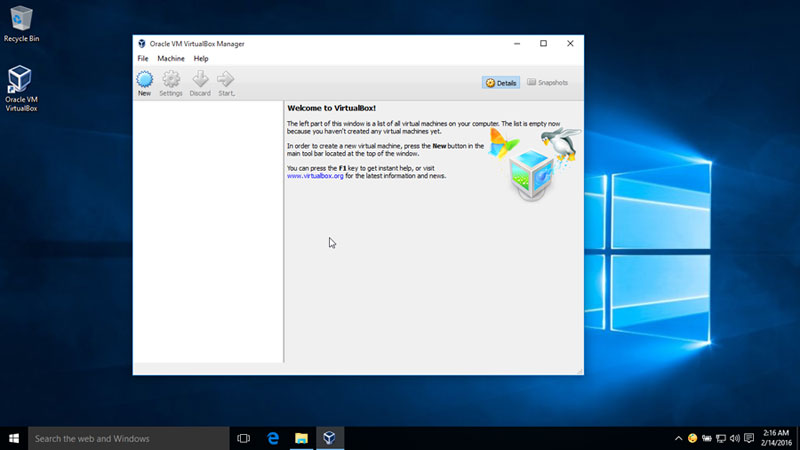 Recycle Bin
Oracle VM
VirtualBox
Oracle VM VirtualBox Manager
File Machine Help
New Settings Discard Start
Details Snapshots
Welcome to VirtualBox!
The left part of this window is a list of all virtual machines on your computer. The list is empty now
because you haven't created any virtual machines yet.
In order to create a new virtual machine, press the New button in the
main tool bar located at the top of the window.
You can press the F1 key to get instant help, or visit
www.virtualbox.org for the latest information and news.
Search the web and Windows
2:16 AM
2/14/2016